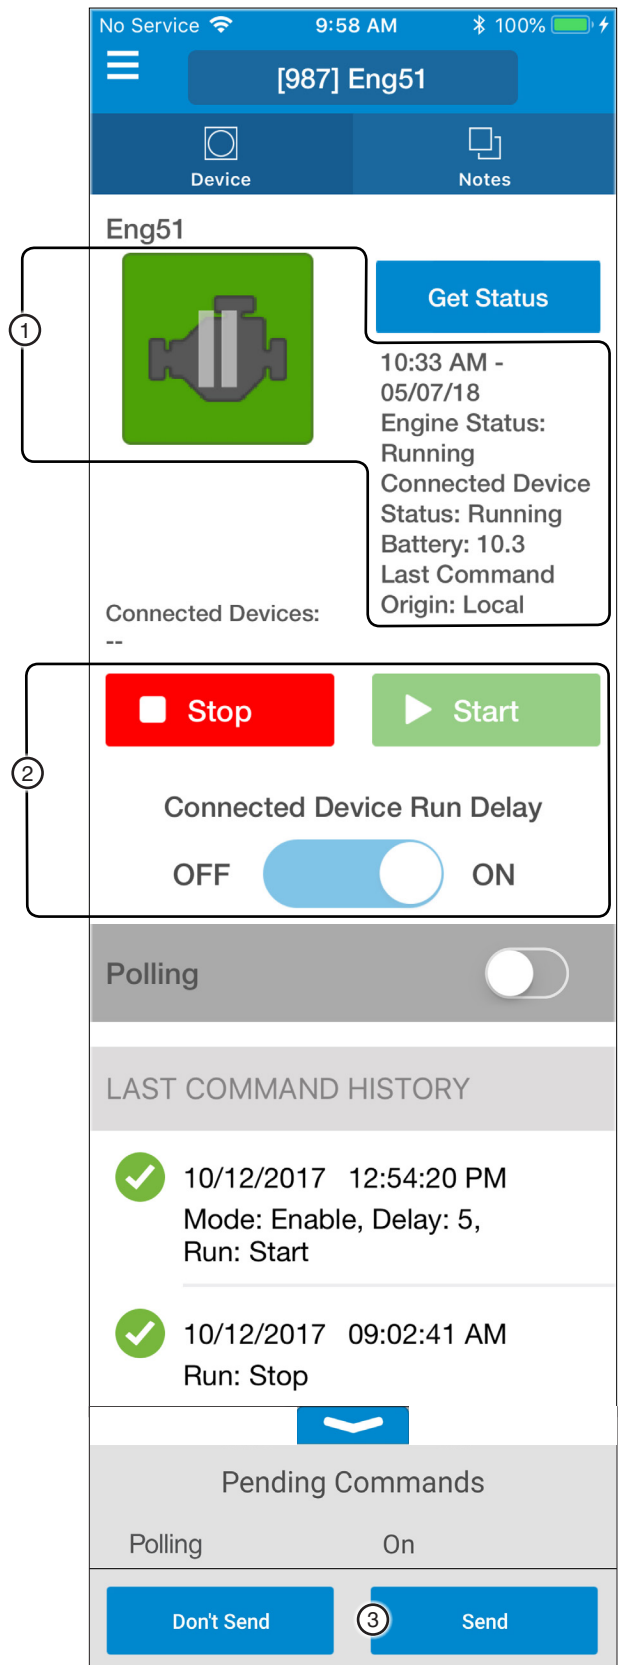 No Service 9:58 AM 100%
[987] Eng51
Device Notes
Eng51
1
Get Status
10:33 AM -
05/07/18
Engine Status:
Running
Connected Device
Status: Running
Battery: 10.3
Last Command
Origin: Local
Connected Devices:
--
Stop Start
2
Connected Device Run Delay
OFF ON
Polling
LAST COMMAND HISTORY
10/12/2017 12:54:20 PM
Mode: Enable, Delay: 5,
Run: Start
10/12/2017 09:02:41 AM
Run: Stop
Pending Commands
Polling On
Don't Send 3 Send